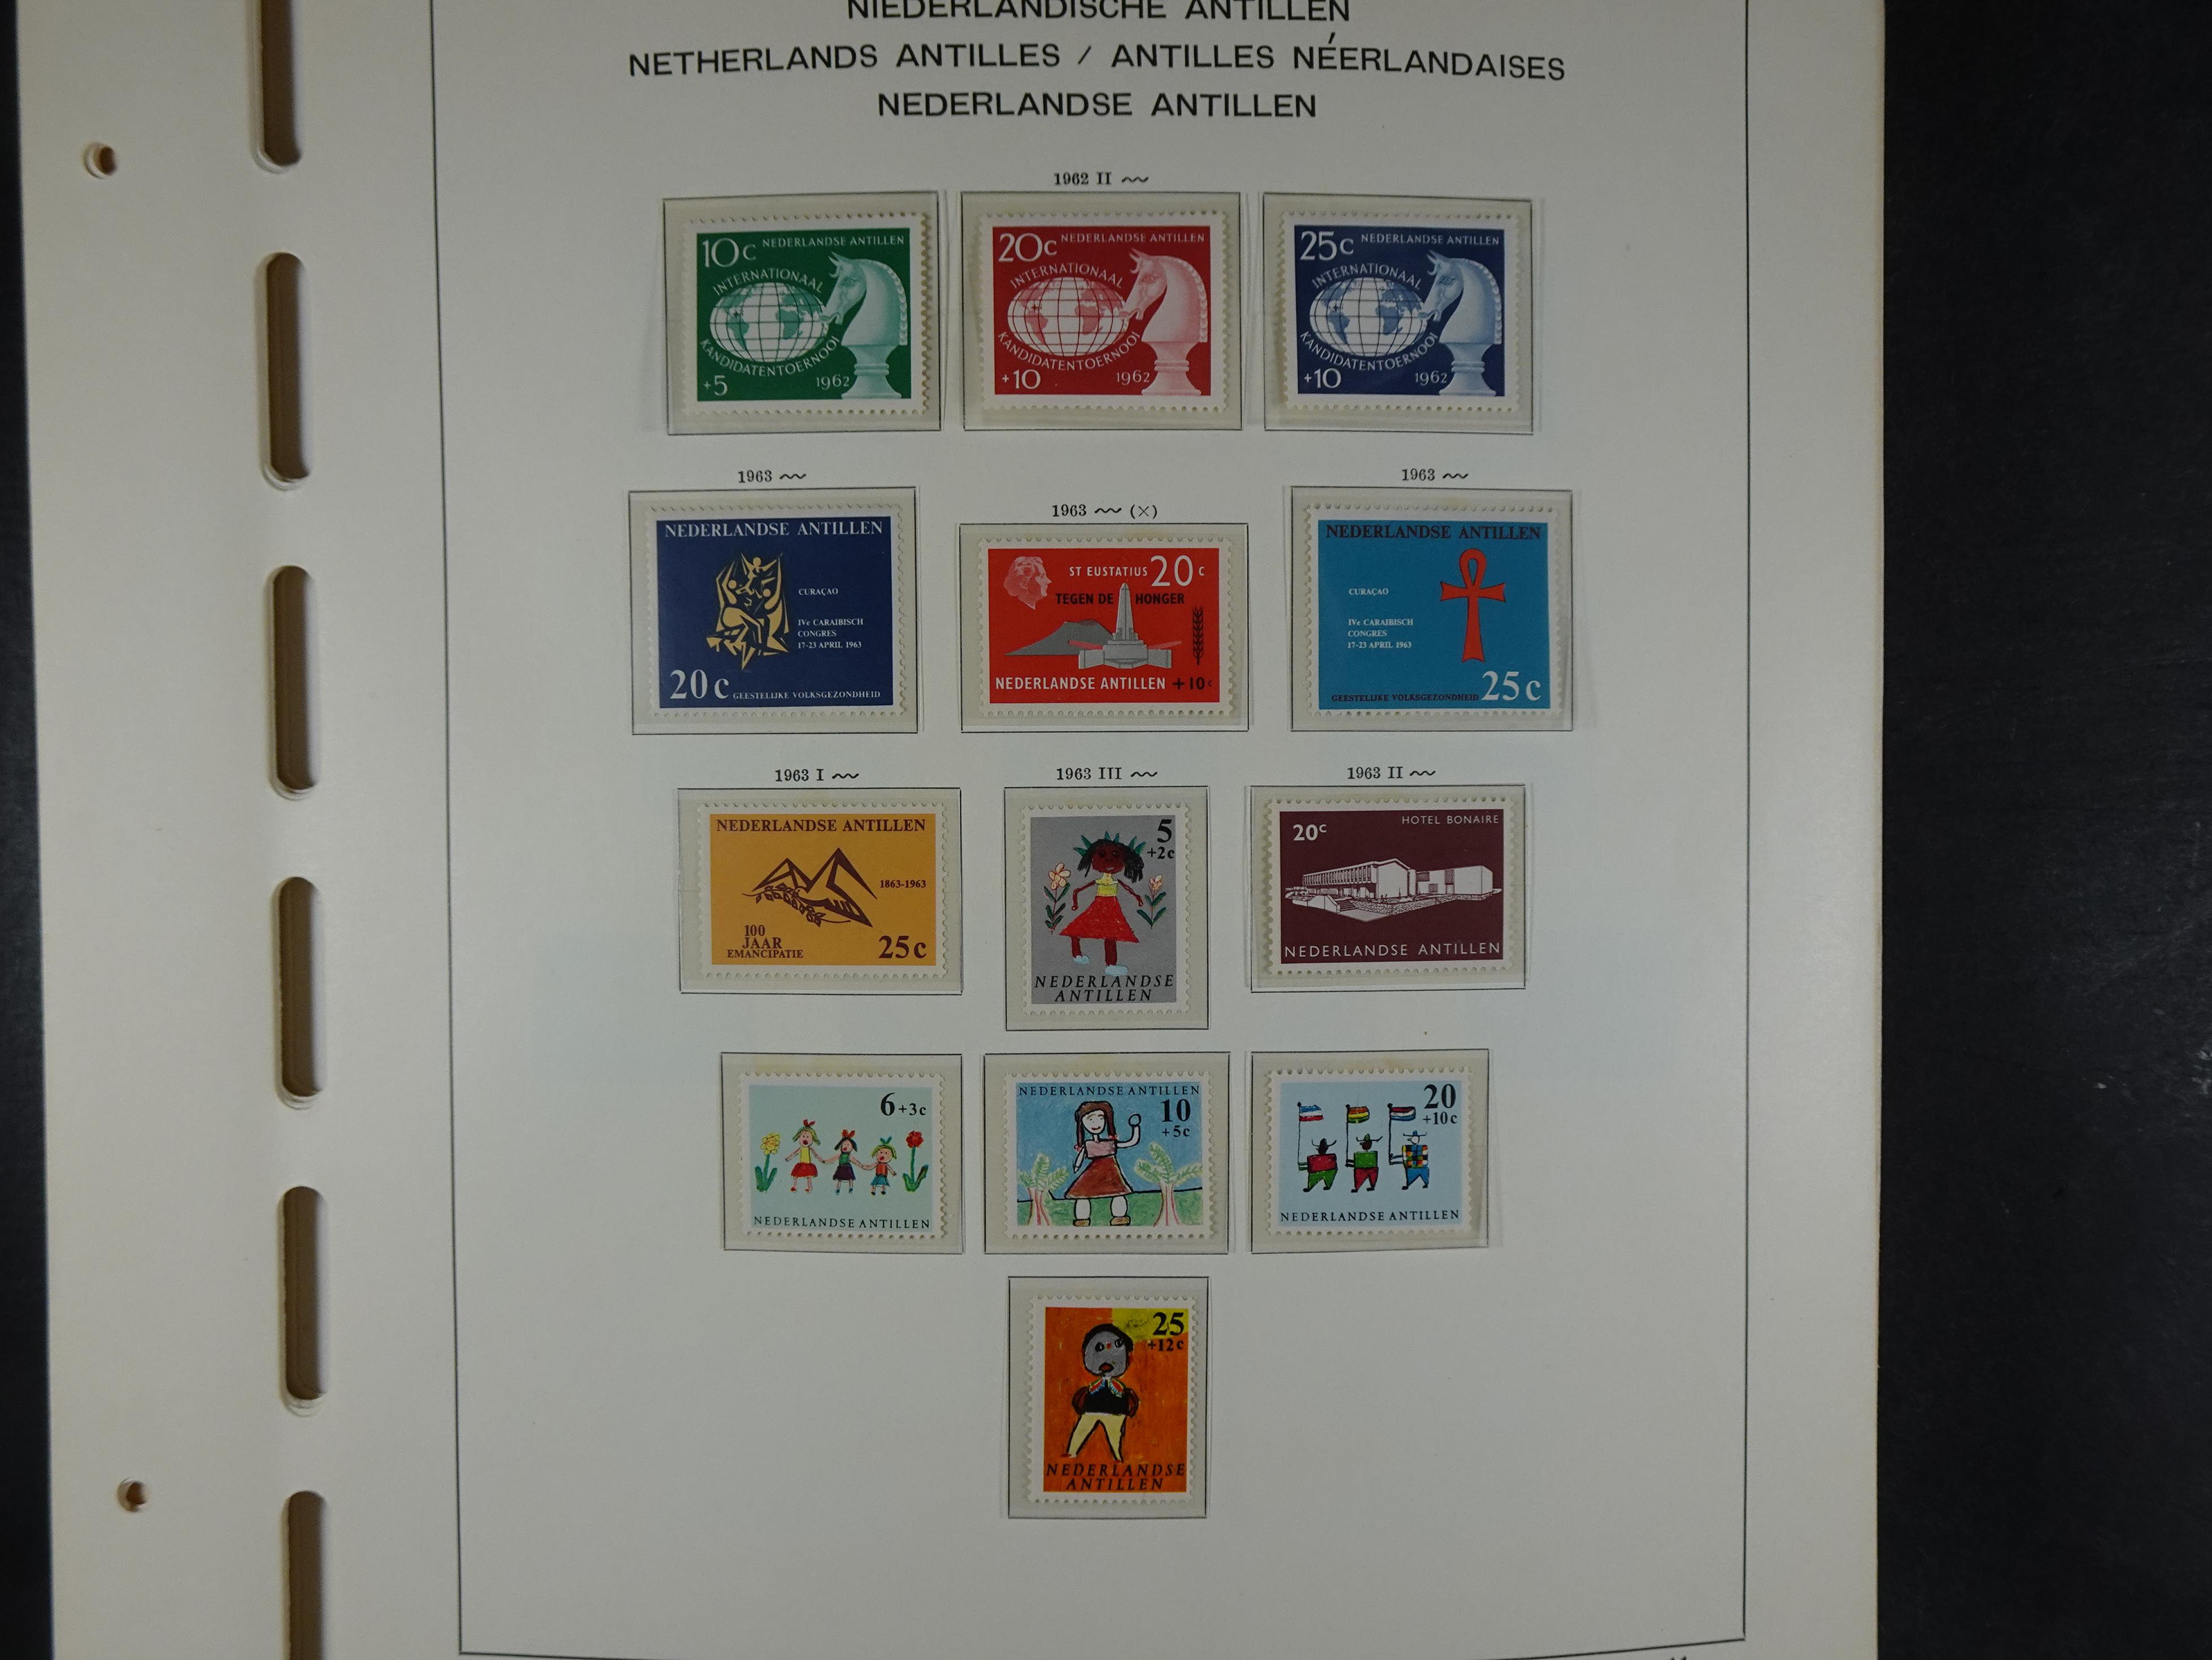 NIEDERLÄNDISCHE ANTILLEN
NETHERLANDS ANTILLES / ANTILLES NÉERLANDAISES
NEDERLANDSE ANTILLEN
1962 II
10c NEDERLANDSE ANTILLEN
INTERNATIONAAL
KANDIDATENTOERNOOI
+5 1962
20c NEDERLANDSE ANTILLEN
INTERNATIONAAL
KANDIDATENTOERNOOI
+10 1962
25c NEDERLANDSE ANTILLEN
INTERNATIONAAL
KANDIDATENTOERNOOI
+10 1962
1963
NEDERLANDSE ANTILLEN
CURAÇAO
IVe CARAIBISCH
CONGRES
17-23 APRIL 1963
20c GEESTELIJKE VOLKSGEZONDHEID
1963 (×)
ST EUSTATIUS 20c
TEGEN DE HONGER
NEDERLANDSE ANTILLEN +10c
1963
NEDERLANDSE ANTILLEN
CURAÇAO
IVe CARAIBISCH
CONGRES
17-23 APRIL 1963
GEESTELIJKE VOLKSGEZONDHEID 25c
1963 I
NEDERLANDSE ANTILLEN
1863-1963
100
JAAR
EMANCIPATIE
25c
1963 III
5
+2c
NEDERLANDSE
ANTILLEN
1963 II
20c HOTEL BONAIRE
NEDERLANDSE ANTILLEN
6+3c
NEDERLANDSE ANTILLEN
NEDERLANDSE ANTILLEN
10
+5c
20
+10c
NEDERLANDSE ANTILLEN
25
+12c
NEDERLANDSE
ANTILLEN